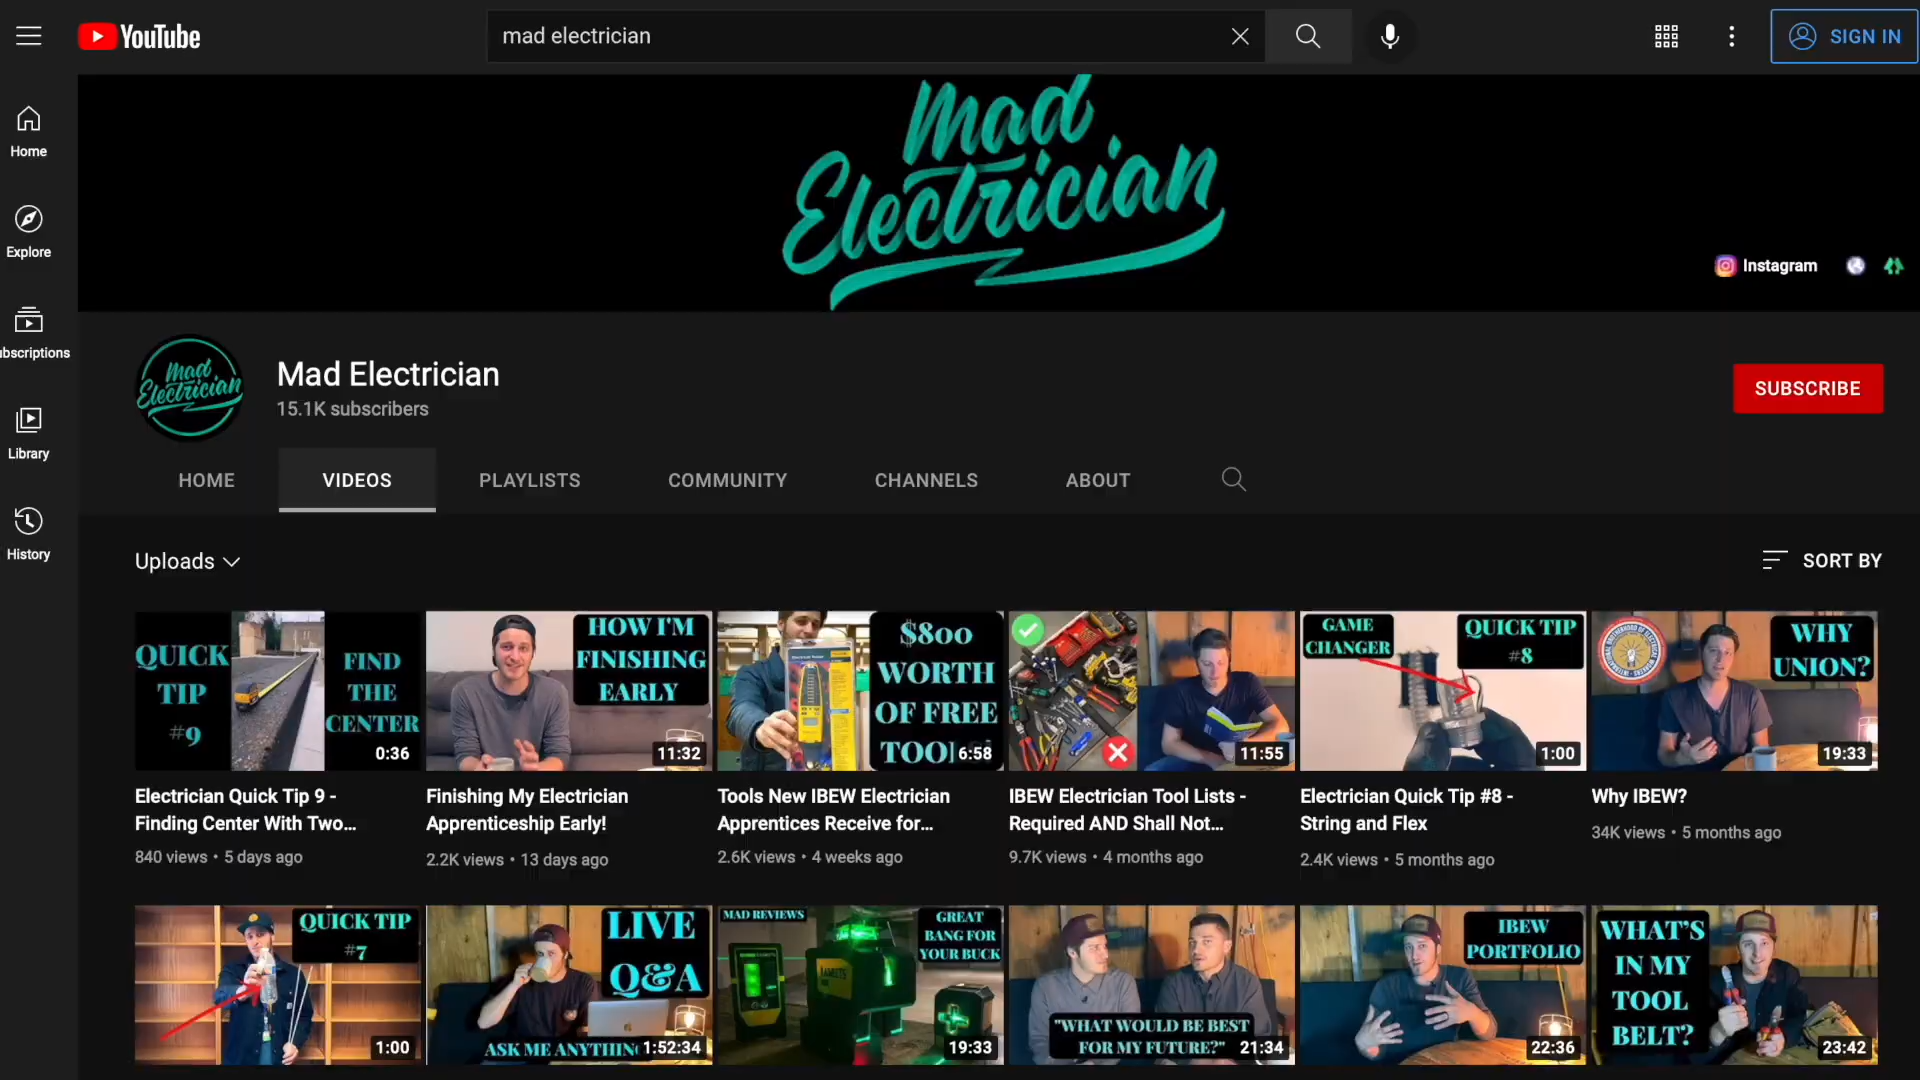 YouTube
mad electrician
SIGN IN
Home
Explore
ubscriptions
Library
History
Mad
Electrician
Instagram
Mad
Electrician
Mad Electrician
15.1K subscribers
SUBSCRIBE
HOME
VIDEOS
PLAYLISTS
COMMUNITY
CHANNELS
ABOUT
Uploads
SORT BY
QUICK
TIP
#9
FIND
THE
CENTER
0:36
Electrician Quick Tip 9 -
Finding Center With Two...
840 views • 5 days ago
HOW I'M
FINISHING
EARLY
11:32
Finishing My Electrician
Apprenticeship Early!
2.2K views • 13 days ago
$800
WORTH
OF FREE
6:58
Tools New IBEW Electrician
Apprentices Receive for...
2.6K views • 4 weeks ago
11:55
IBEW Electrician Tool Lists -
Required AND Shall Not...
9.7K views • 4 months ago
GAME
CHANGER
QUICK TIP
#8
1:00
Electrician Quick Tip #8 -
String and Flex
2.4K views • 5 months ago
WHY
UNION?
19:33
Why IBEW?
34K views • 5 months ago
QUICK TIP
#7
1:00
LIVE
Q&A
ASK ME ANYTHIN
1:52:34
MAD REVIEWS
GREAT
BANG FOR
YOUR BUCK
19:33
"WHAT WOULD BE BEST
FOR MY FUTURE?"
21:34
IBEW
PORTFOLIO
22:36
WHAT'S
IN MY
TOOL
BELT?
23:42